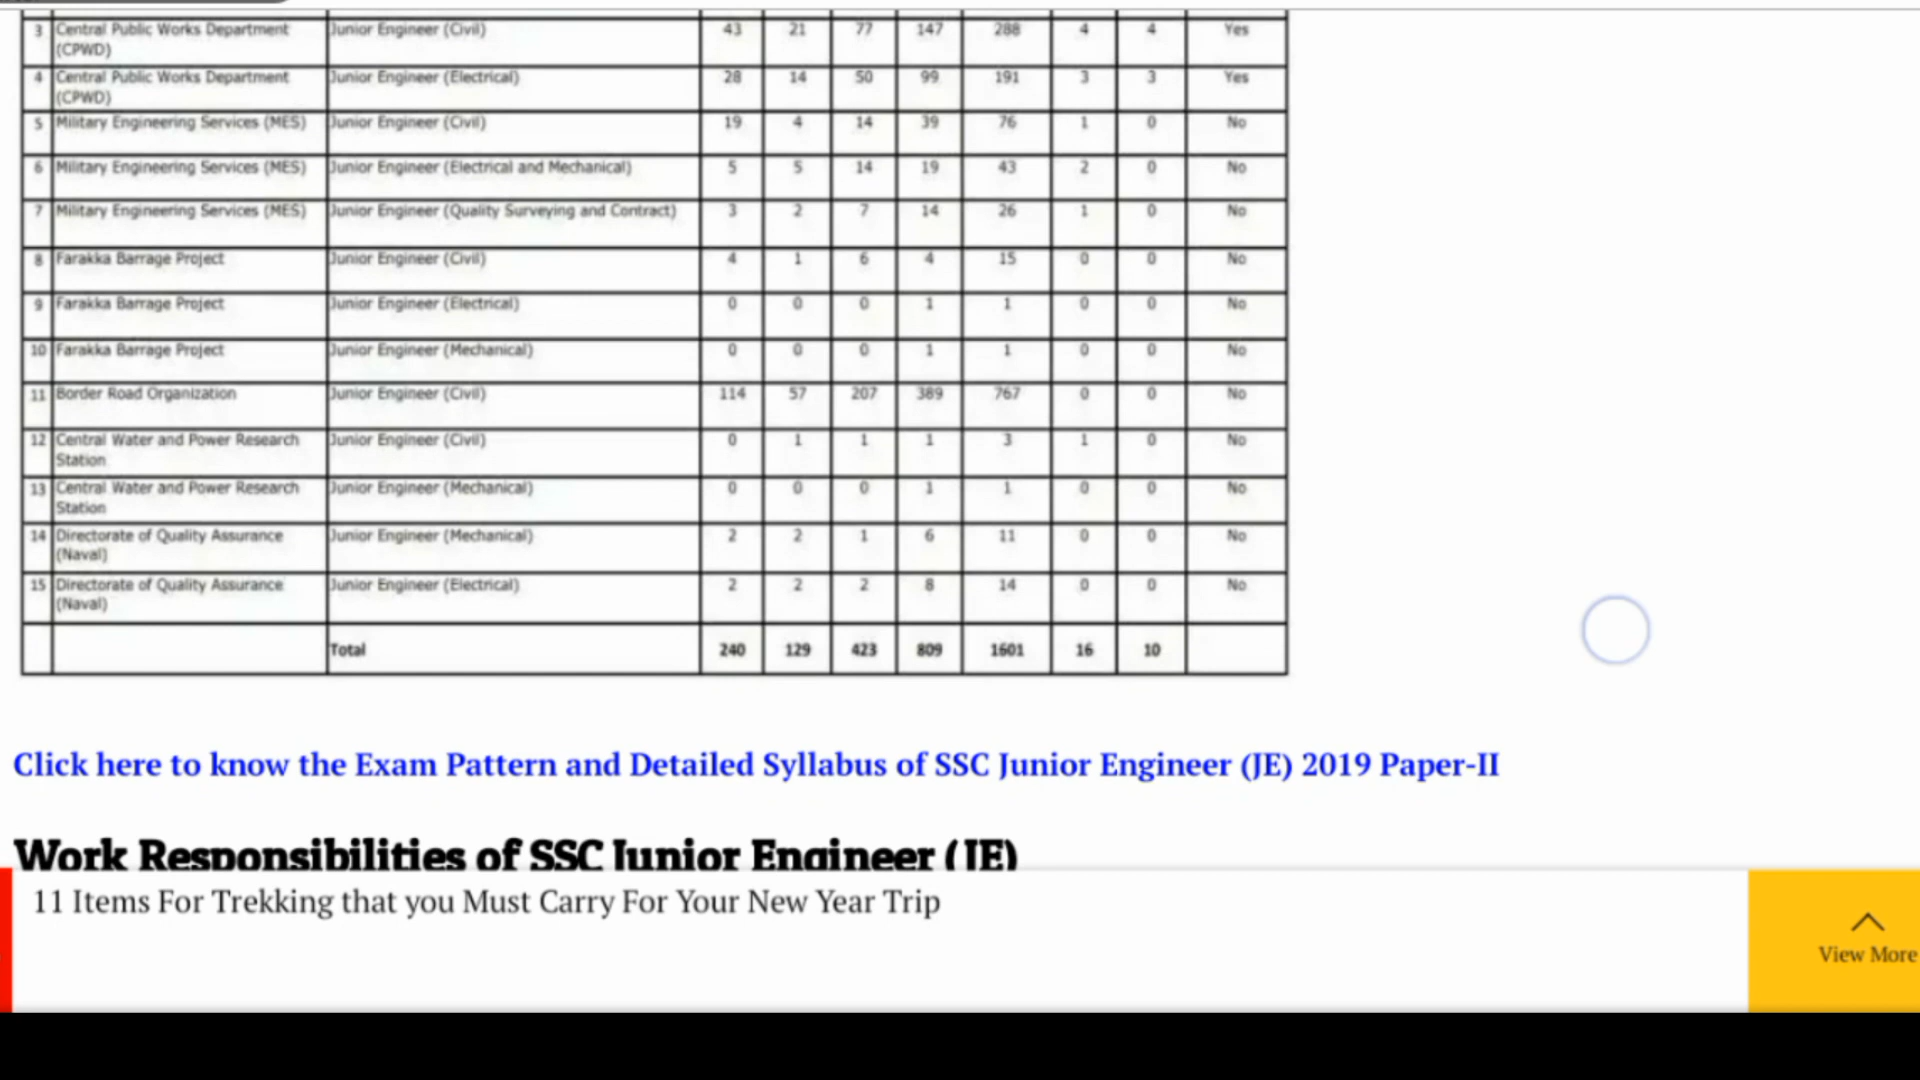 3 Central Public Works Department (CPWD) Junior Engineer (Civil) 43 21 77 147 288 4 4 Yes
4 Central Public Works Department (CPWD) Junior Engineer (Electrical) 28 14 50 99 191 3 3 Yes
5 Military Engineering Services (MES) Junior Engineer (Civil) 19 4 14 39 76 1 0 No
6 Military Engineering Services (MES) Junior Engineer (Electrical and Mechanical) 5 5 14 19 43 2 0 No
7 Military Engineering Services (MES) Junior Engineer (Quality Surveying and Contract) 3 2 7 14 26 1 0 No
8 Farakka Barrage Project Junior Engineer (Civil) 4 1 6 4 15 0 0 No
9 Farakka Barrage Project Junior Engineer (Electrical) 0 0 0 1 1 0 0 No
10 Farakka Barrage Project Junior Engineer (Mechanical) 0 0 0 1 1 0 0 No
11 Border Road Organization Junior Engineer (Civil) 114 57 207 389 767 0 0 No
12 Central Water and Power Research Station Junior Engineer (Civil) 0 1 1 1 3 1 0 No
13 Central Water and Power Research Station Junior Engineer (Mechanical) 0 0 0 1 1 0 0 No
14 Directorate of Quality Assurance (Naval) Junior Engineer (Mechanical) 2 2 1 6 11 0 0 No
15 Directorate of Quality Assurance (Naval) Junior Engineer (Electrical) 2 2 2 8 14 0 0 No
Total 240 129 423 809 1601 16 10
Click here to know the Exam Pattern and Detailed Syllabus of SSC Junior Engineer (JE) 2019 Paper-II
Work Responsibilities of SSC Junior Engineer (JE)
11 Items For Trekking that you Must Carry For Your New Year Trip
View More